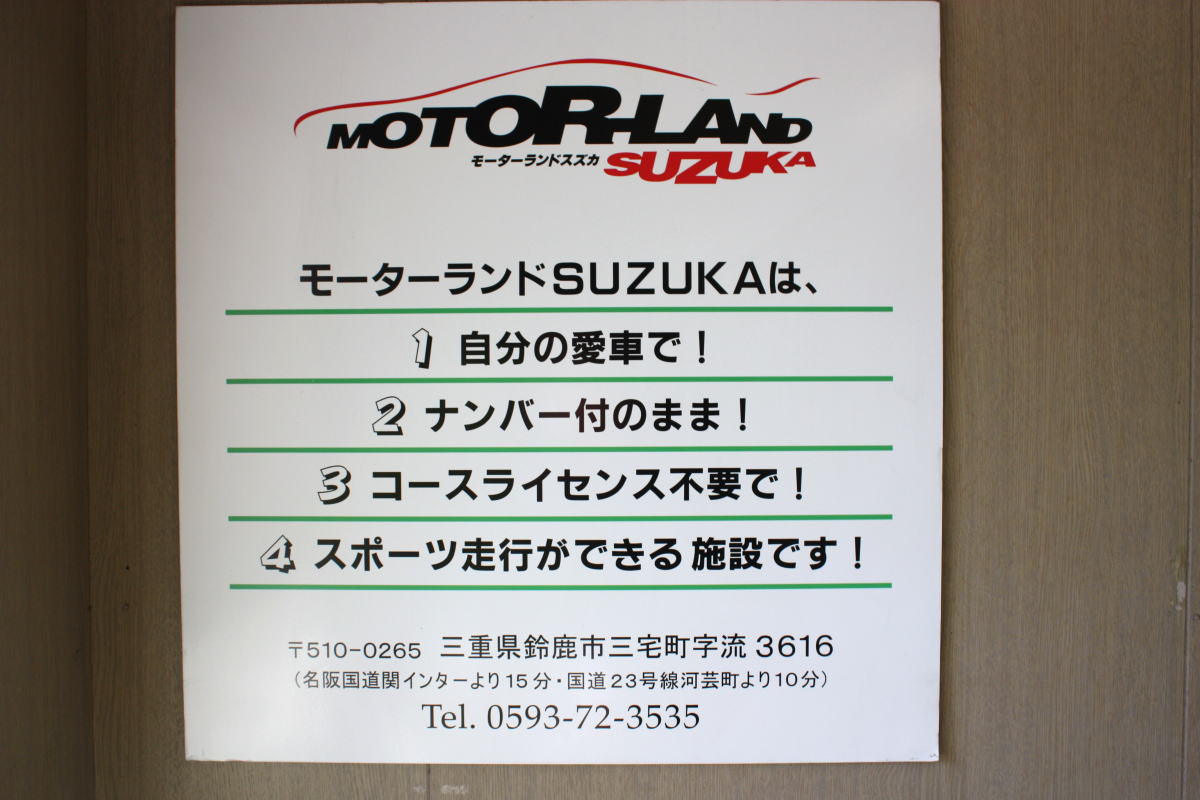 MOTOR-LAND
モーターランドスズカ SUZUKA
モーターランドSUZUKAは、
1 自分の愛車で！
2 ナンバー付のまま！
3 コースライセンス不要で！
4 スポーツ走行ができる施設です！
〒510-0265 三重県鈴鹿市三宅町字流3616
（名阪国道関インターより15分・国道23号線河芸町より10分）
Tel. 0593-72-3535